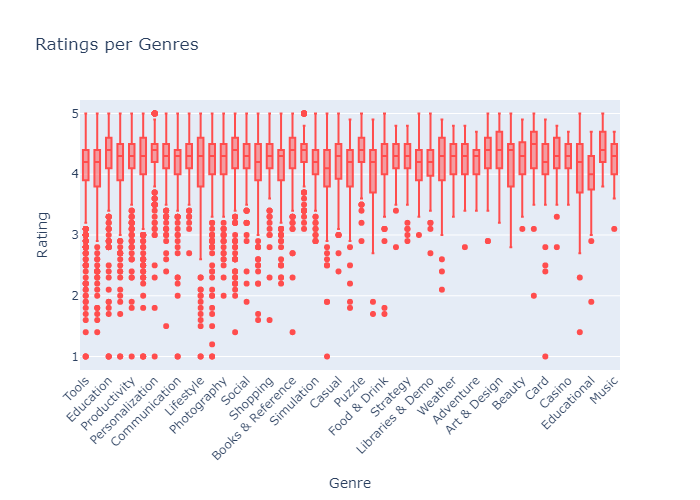 Ratings per Genres
5
4
3
2
1
Rating
Tools
Education
Productivity
Personalization
Communication
Lifestyle
Photography
Social
Shopping
Books & Reference
Simulation
Casual
Puzzle
Food & Drink
Strategy
Libraries & Demo
Weather
Adventure
Art & Design
Beauty
Card
Casino
Educational
Music
Genre